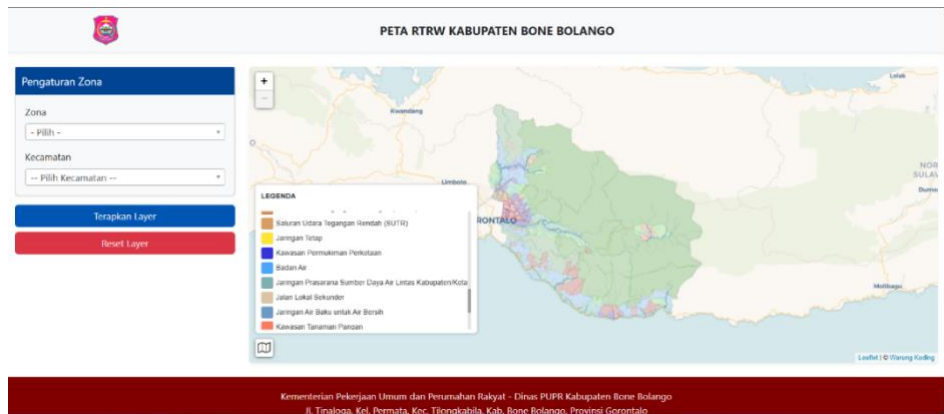 PETA RTRW KABUPATEN BONE BOLANGO
Pengaturan Zona
Zona
- Pilih -
Kecamatan
-- Pilih Kecamatan --
Terapkan Layer
Reset Layer
+
-
Lolak
Kwandang
Limboto
RONTALO
NOR
SULAV
Molibagu
LEGENDA
Saluran Udara Tegangan Rendah (SUTR)
Jaringan Tetap
Kawasan Permukiman Perkotaan
Badan Air
Jaringan Prasarana Sumber Daya Air Lintas Kabupaten/Kota
Jalan Lokal Sekunder
Jaringan Air Baku untuk Air Bersih
Kawasan Tanaman Pangan
Leaflet | © Warung Koding
Kementerian Pekerjaan Umum dan Perumahan Rakyat - Dinas PUPR Kabupaten Bone Bolango
Jl. Tinaloga, Kel. Permata, Kec. Tilongkabila, Kab. Bone Bolango, Provinsi Gorontalo